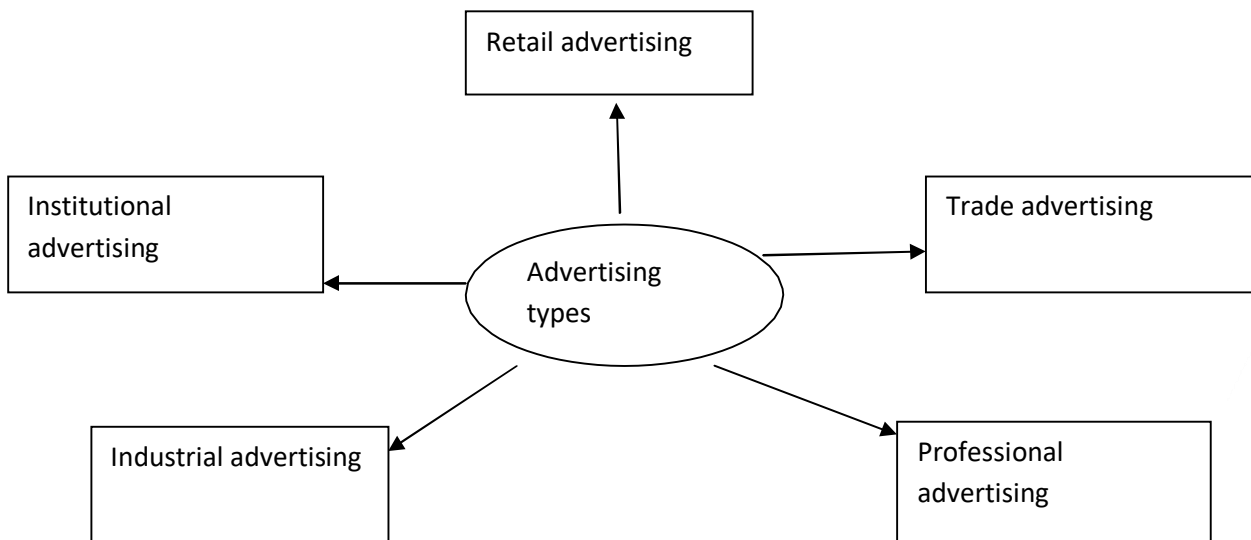 Retail advertising
Institutional
advertising
Trade advertising
Advertising
types
Industrial advertising
Professional
advertising